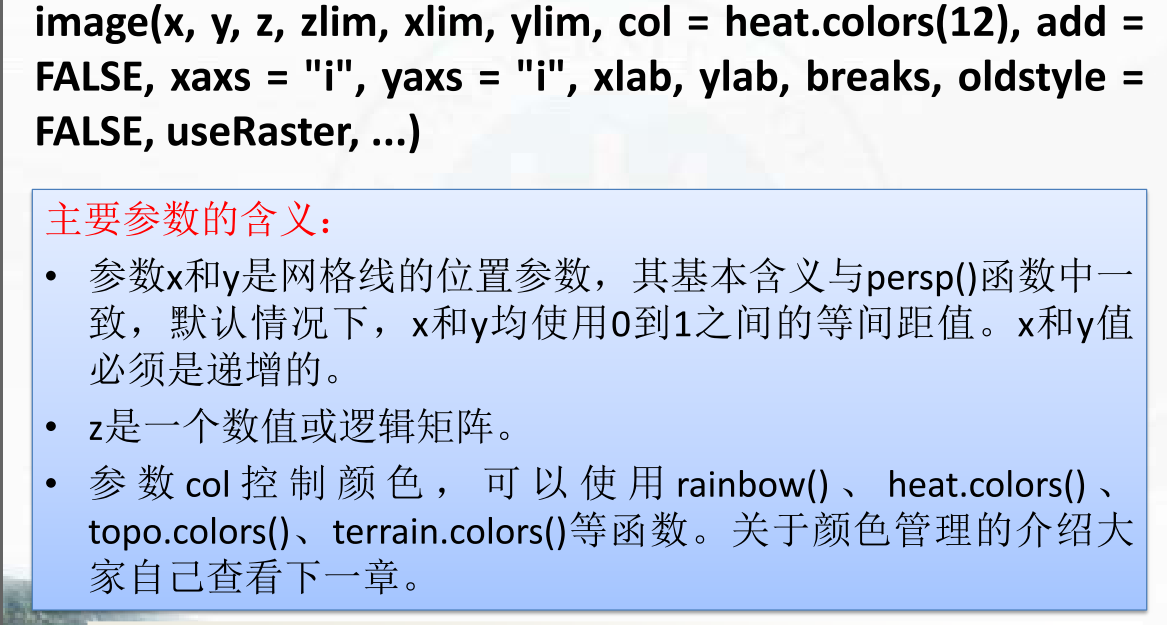 image(x, y, z, zlim, xlim, ylim, col = heat.colors(12), add =
FALSE, xaxs = "i", yaxs = "i", xlab, ylab, breaks, oldstyle =
FALSE, useRaster, ...)
主要参数的含义：
• 参数x和y是网格线的位置参数，其基本含义与persp()函数中一
致，默认情况下，x和y均使用0到1之间的等间距值。x和y值
必须是递增的。
• z是一个数值或逻辑矩阵。
• 参数col控制颜色，可以使用rainbow()、heat.colors()、
topo.colors()、terrain.colors()等函数。关于颜色管理的介绍大
家自己查看下一章。